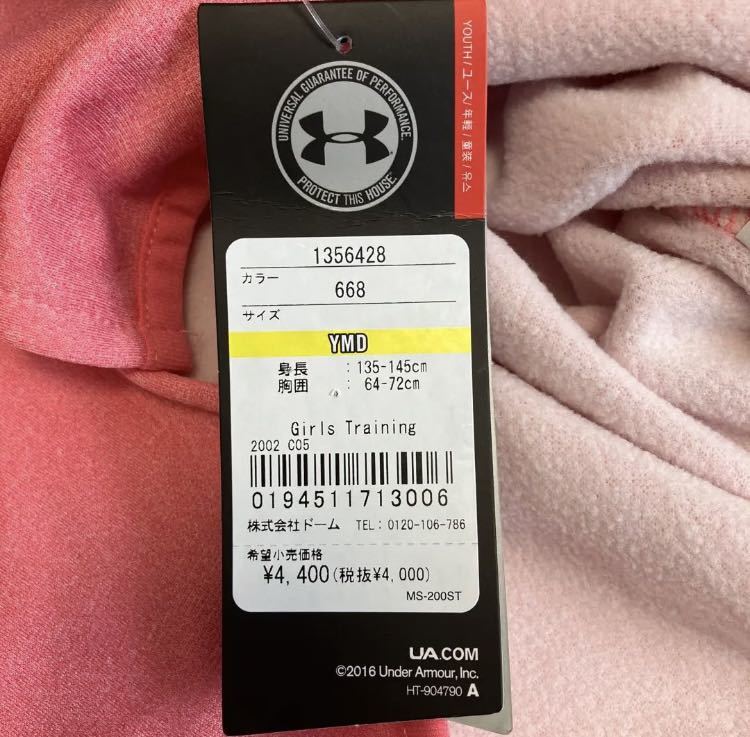 YOUTH / ユース / 年輕 / 童装 / 유스
UNIVERSAL GUARANTEE OF PERFORMANCE.
PROTECT THIS HOUSE.
1356428
カラー
668
サイズ
YMD
身長 : 135-145cm
胸囲 : 64-72cm
Girls Training
2002 C05
0194511713006
株式会社ドーム TEL: 0120-106-786
希望小売価格
¥4,400(税抜¥4,000)
MS-200ST
UA.COM
©2016 Under Armour, Inc.
HT-904790 A